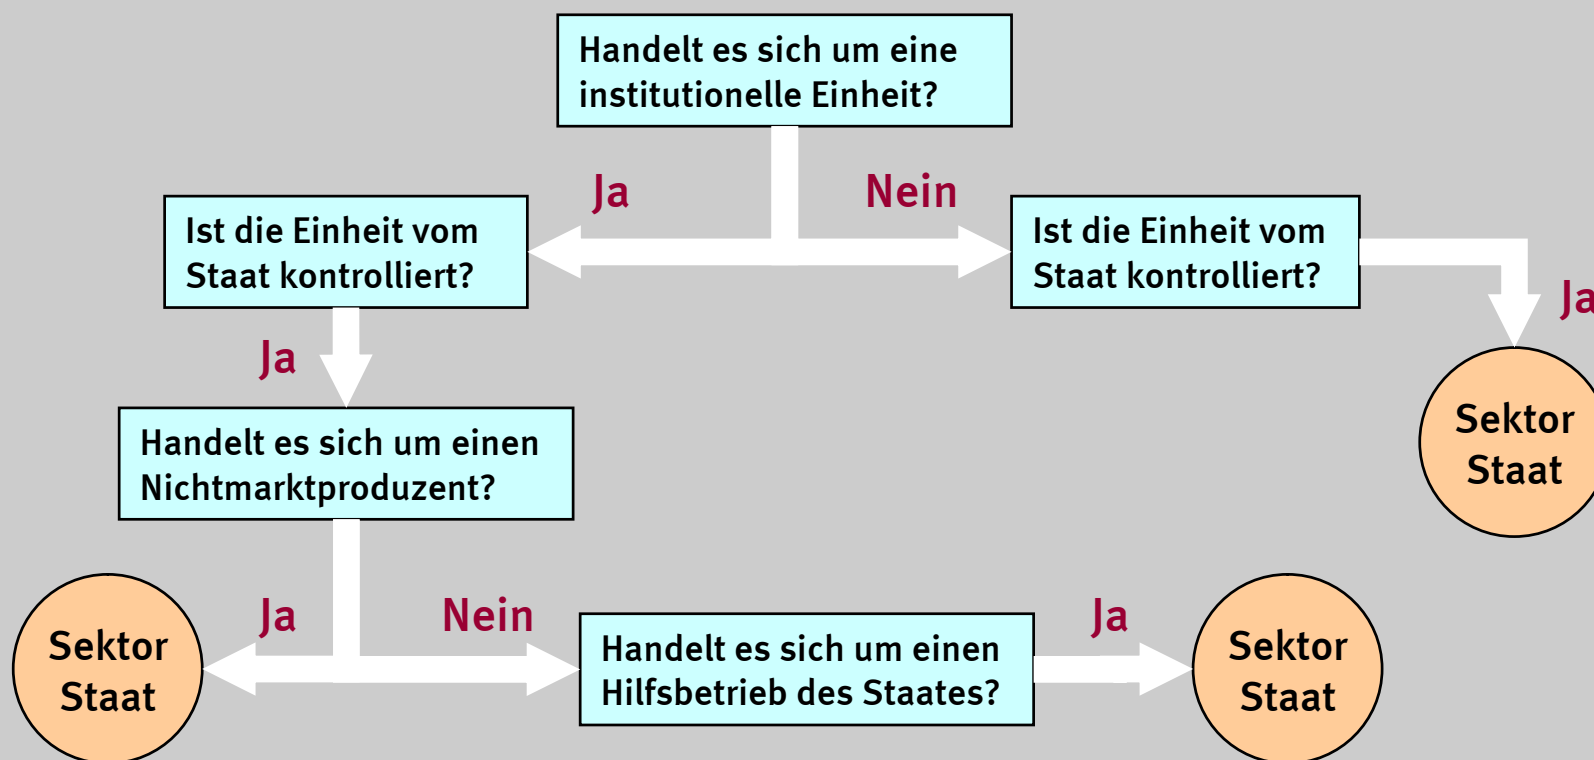 Handelt es sich um eine
institutionelle Einheit?
Ja
Nein
Ist die Einheit vom
Staat kontrolliert?
Ist die Einheit vom
Staat kontrolliert?
Ja
Ja
Sektor
Staat
Handelt es sich um einen
Nichtmarktproduzent?
Ja
Nein
Ja
Sektor
Staat
Handelt es sich um einen
Hilfsbetrieb des Staates?
Sektor
Staat